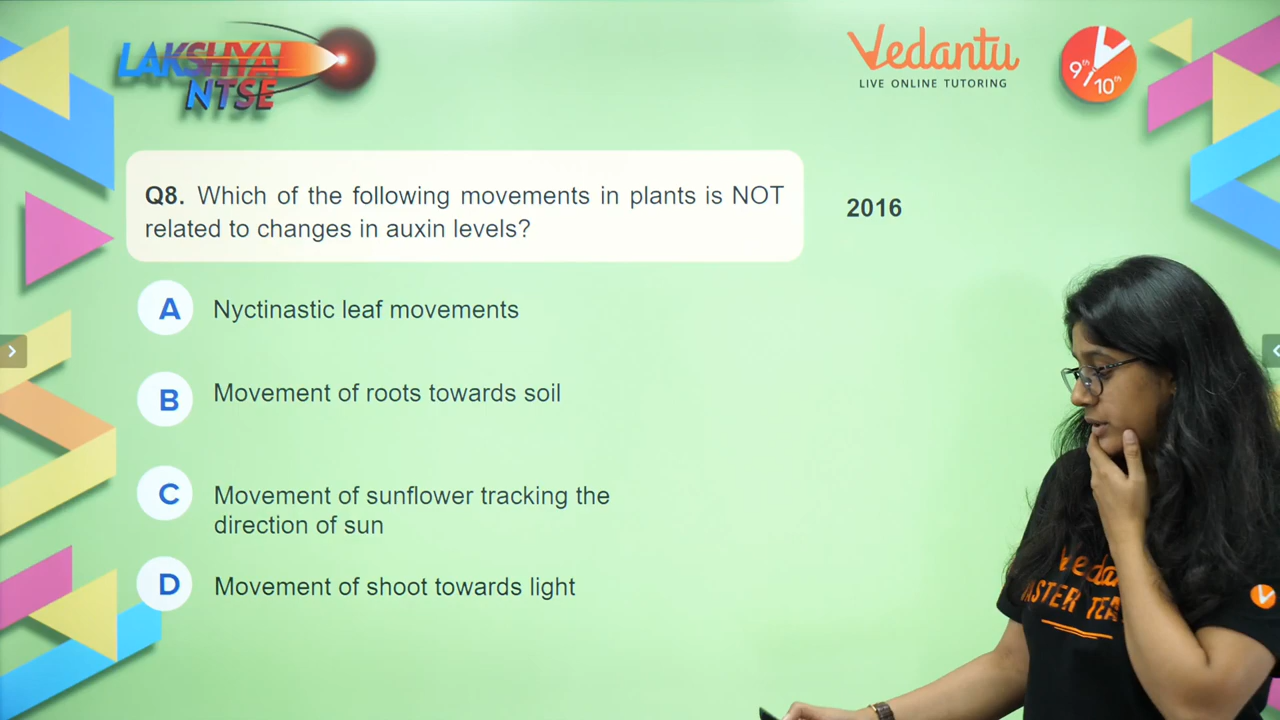 LAKSHYA
NTSE
Vedantu
LIVE ONLINE TUTORING
9th
10th
Q8. Which of the following movements in plants is NOT
related to changes in auxin levels?
2016
A Nyctinastic leaf movements
B Movement of roots towards soil
C Movement of sunflower tracking the
direction of sun
D Movement of shoot towards light